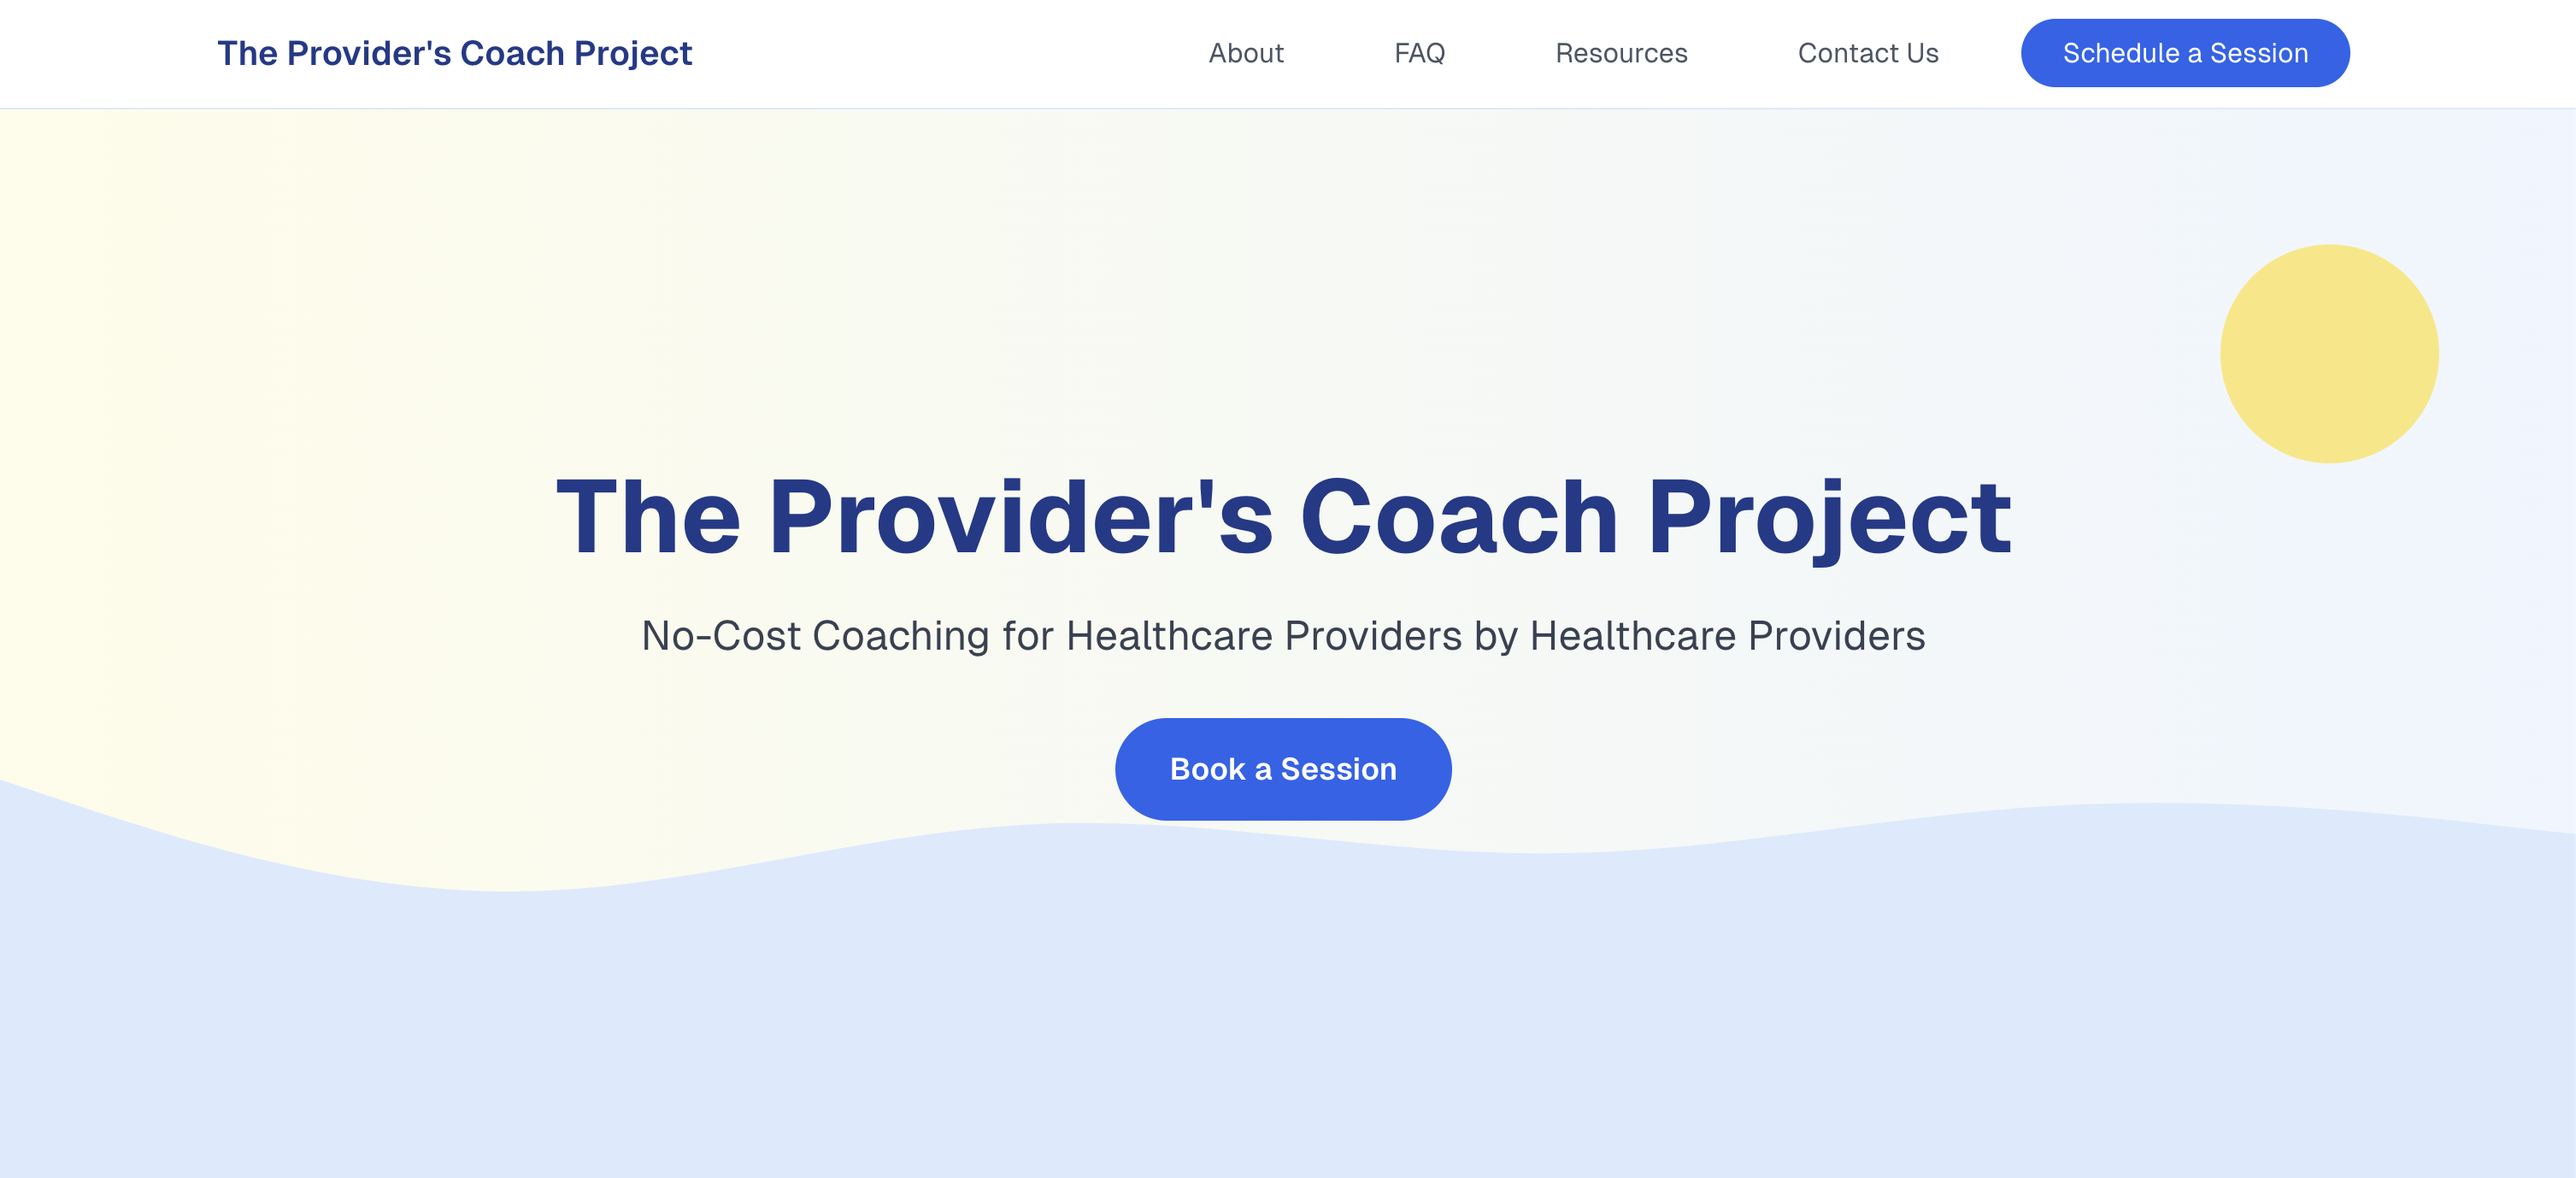 The Provider's Coach Project
About
FAQ
Resources
Contact Us
Schedule a Session
The Provider's Coach Project
No-Cost Coaching for Healthcare Providers by Healthcare Providers
Book a Session